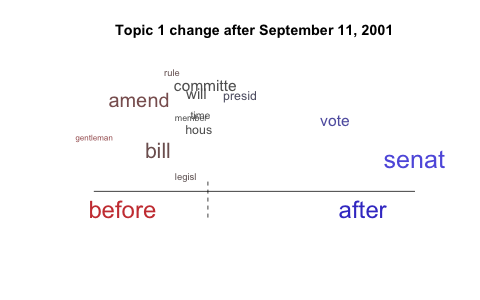 Topic 1 change after September 11, 2001
rule
committe
will
presid
amend
time
member
vote
hous
gentleman
bill
senat
legisl
before
after